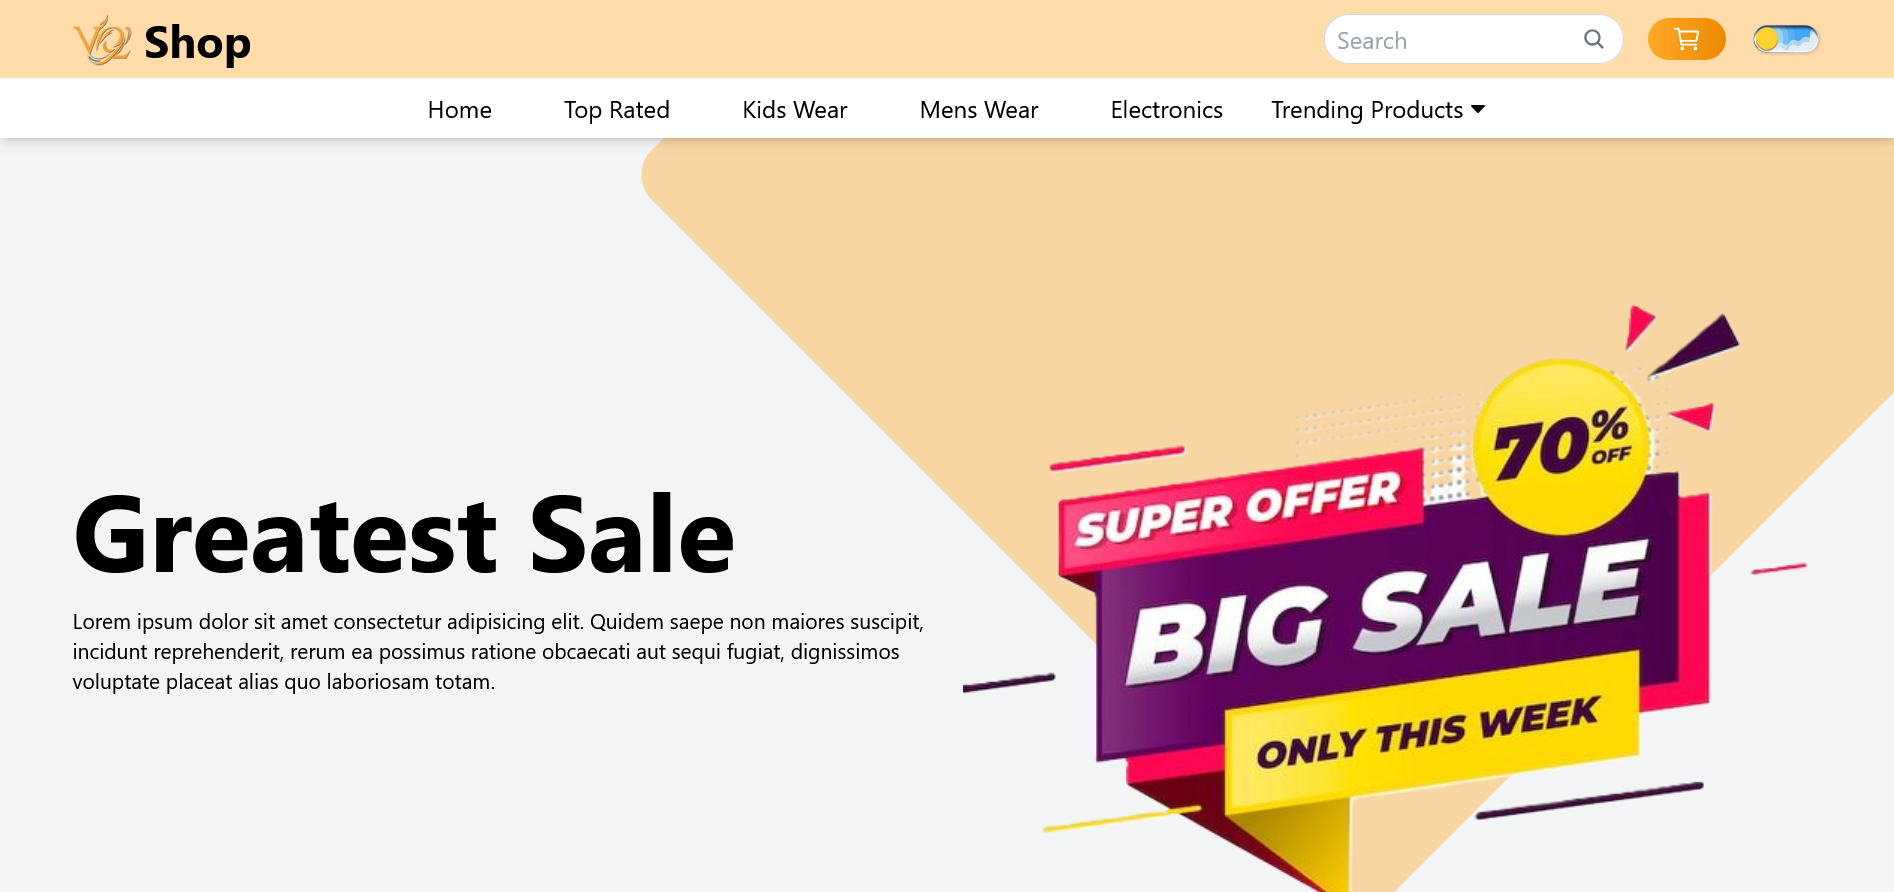 Shop
Search
Home
Top Rated
Kids Wear
Mens Wear
Electronics
Trending Products
70% OFF
SUPER OFFER
BIG SALE
ONLY THIS WEEK
Greatest Sale
Lorem ipsum dolor sit amet consectetur adipisicing elit. Quidem saepe non maiores suscipit,
incidunt reprehenderit, rerum ea possimus ratione obcaecati aut sequi fugiat, dignissimos
voluptate placeat alias quo laboriosam totam.